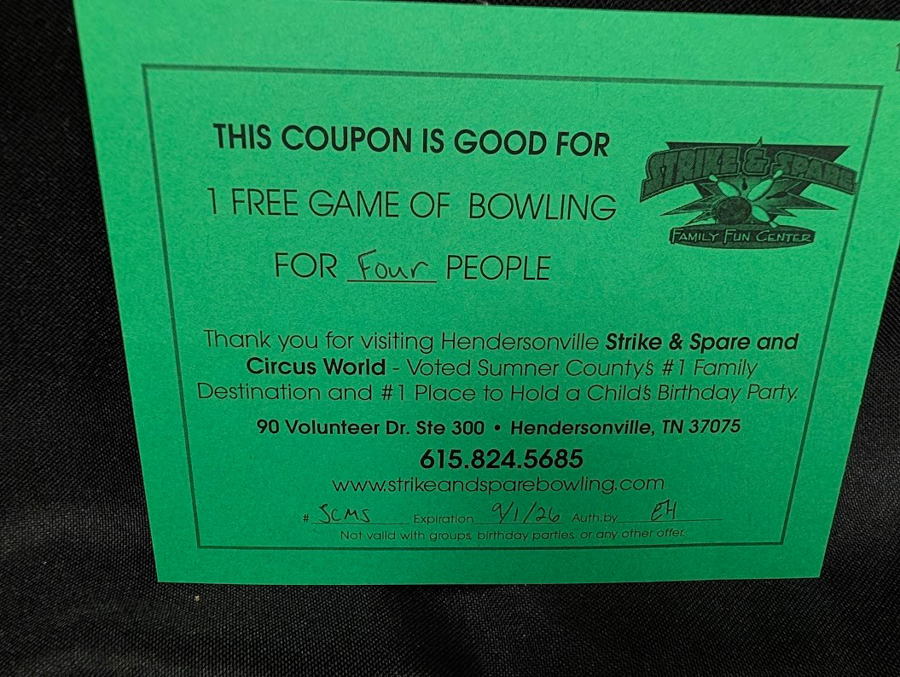 THIS COUPON IS GOOD FOR
1 FREE GAME OF BOWLING
FOR Four PEOPLE
STRIKE & SPARE
FAMILY FUN CENTER
Thank you for visiting Hendersonville Strike & Spare and
Circus World - Voted Sumner County's #1 Family
Destination and #1 Place to Hold a Child's Birthday Party.
90 Volunteer Dr. Ste 300 • Hendersonville, TN 37075
615.824.5685
www.strikeandsparebowling.com
# SCMS Expiration 9/1/26 Auth.by EH
Not valid with groups, birthday parties, or any other offer.